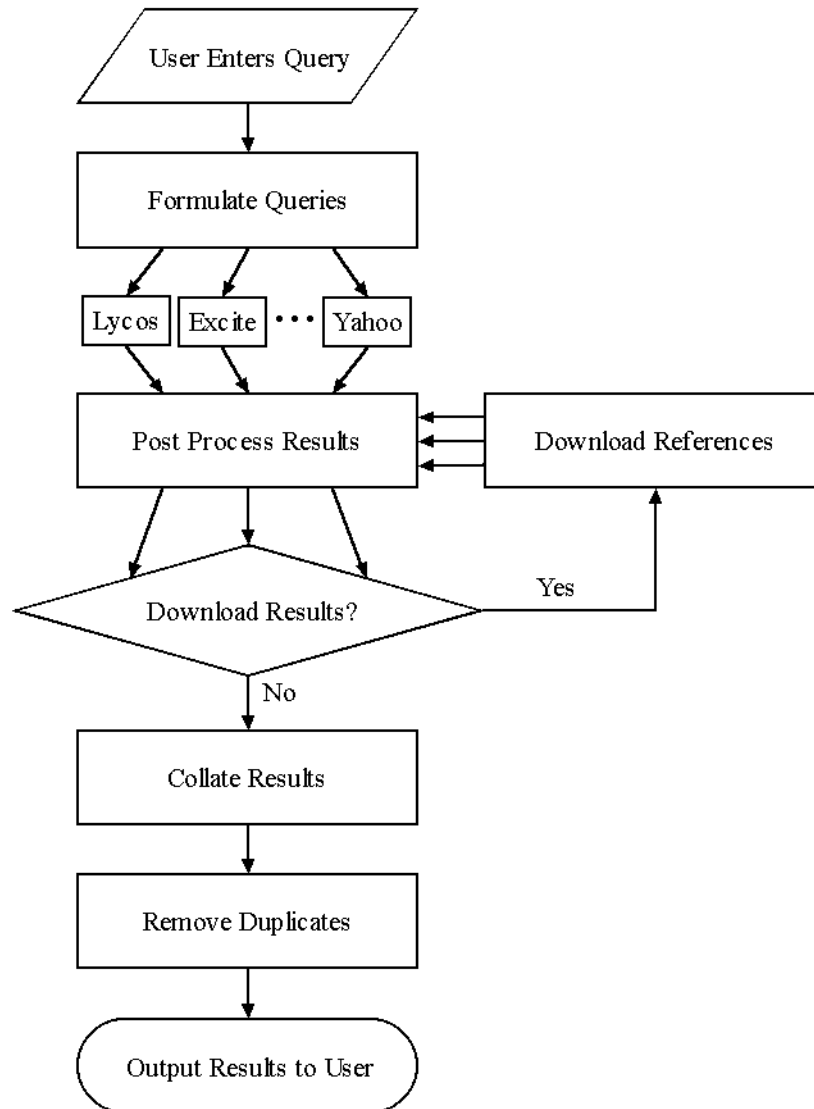 User Enters Query
Formulate Queries
Lycos
Excite
• • •
Yahoo
Post Process Results
Download References
Download Results?
Yes
No
Collate Results
Remove Duplicates
Output Results to User